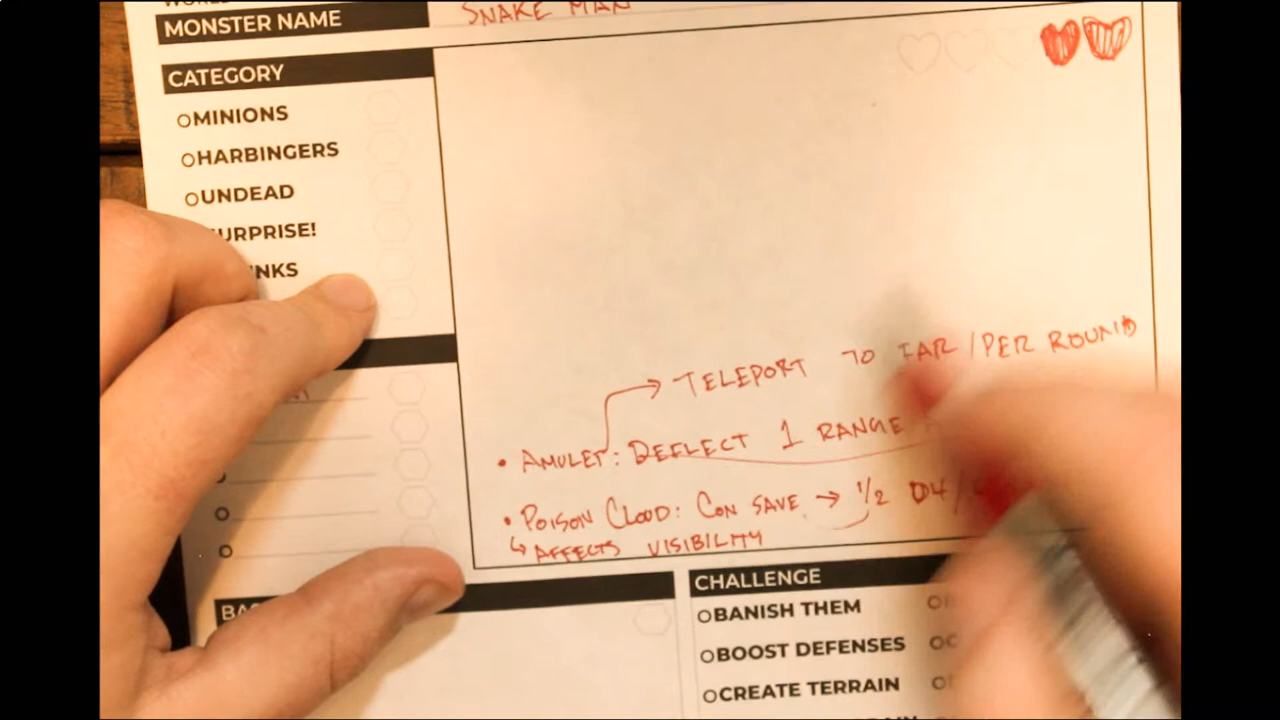 MONSTER NAME
SNAKE MAN
CATEGORY
MINIONS
HARBINGERS
UNDEAD
URPRISE!
NKS
TELEPORT TO FAR/PER ROUND
• AMULET: DEFLECT 1 RANGE
• POISON CLOUD: CON SAVE → 1/2 D4/
↳ AFFECTS VISIBILITY
CHALLENGE
BANISH THEM
BOOST DEFENSES
CREATE TERRAIN